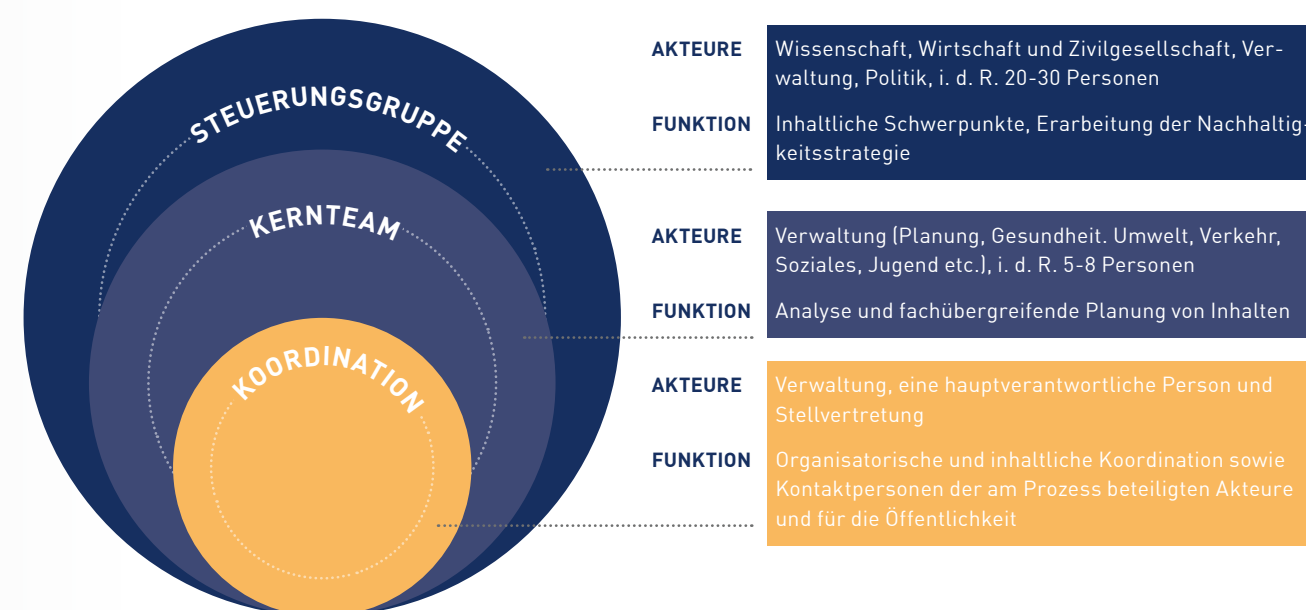 STEUERUNGSGRUPPE
KERNTEAM
KOORDINATION
AKTEURE
Wissenschaft, Wirtschaft und Zivilgesellschaft, Ver-
waltung, Politik, i. d. R. 20-30 Personen
FUNKTION
Inhaltliche Schwerpunkte, Erarbeitung der Nachhaltig-
keitsstrategie
AKTEURE
Verwaltung (Planung, Gesundheit. Umwelt, Verkehr,
Soziales, Jugend etc.), i. d. R. 5-8 Personen
FUNKTION
Analyse und fachübergreifende Planung von Inhalten
AKTEURE
Verwaltung, eine hauptverantwortliche Person und
Stellvertretung
FUNKTION
Organisatorische und inhaltliche Koordination sowie
Kontaktpersonen der am Prozess beteiligten Akteure
und für die Öffentlichkeit